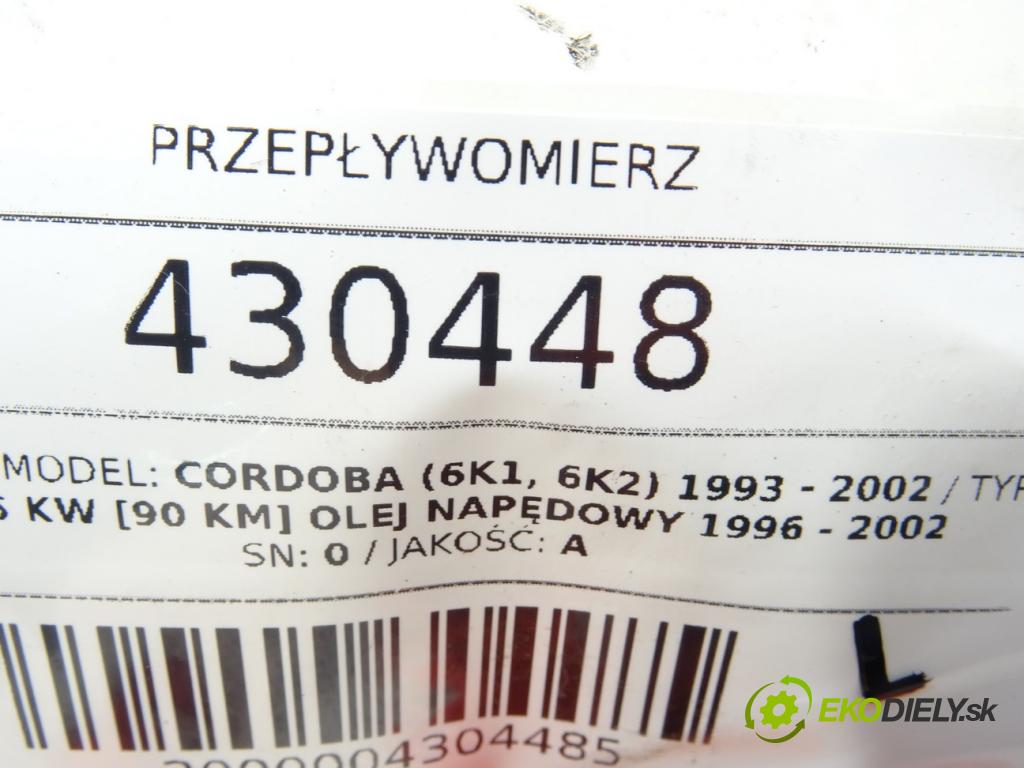 PRZEPŁYWOMIERZ
430448
MODEL: CORDOBA (6K1, 6K2) 1993 - 2002 / TYP
KW [90 KM] OLEJ NAPĘDOWY 1996 - 2002
SN: 0 / JAKOŚĆ: A
L
EKODIELY.sk